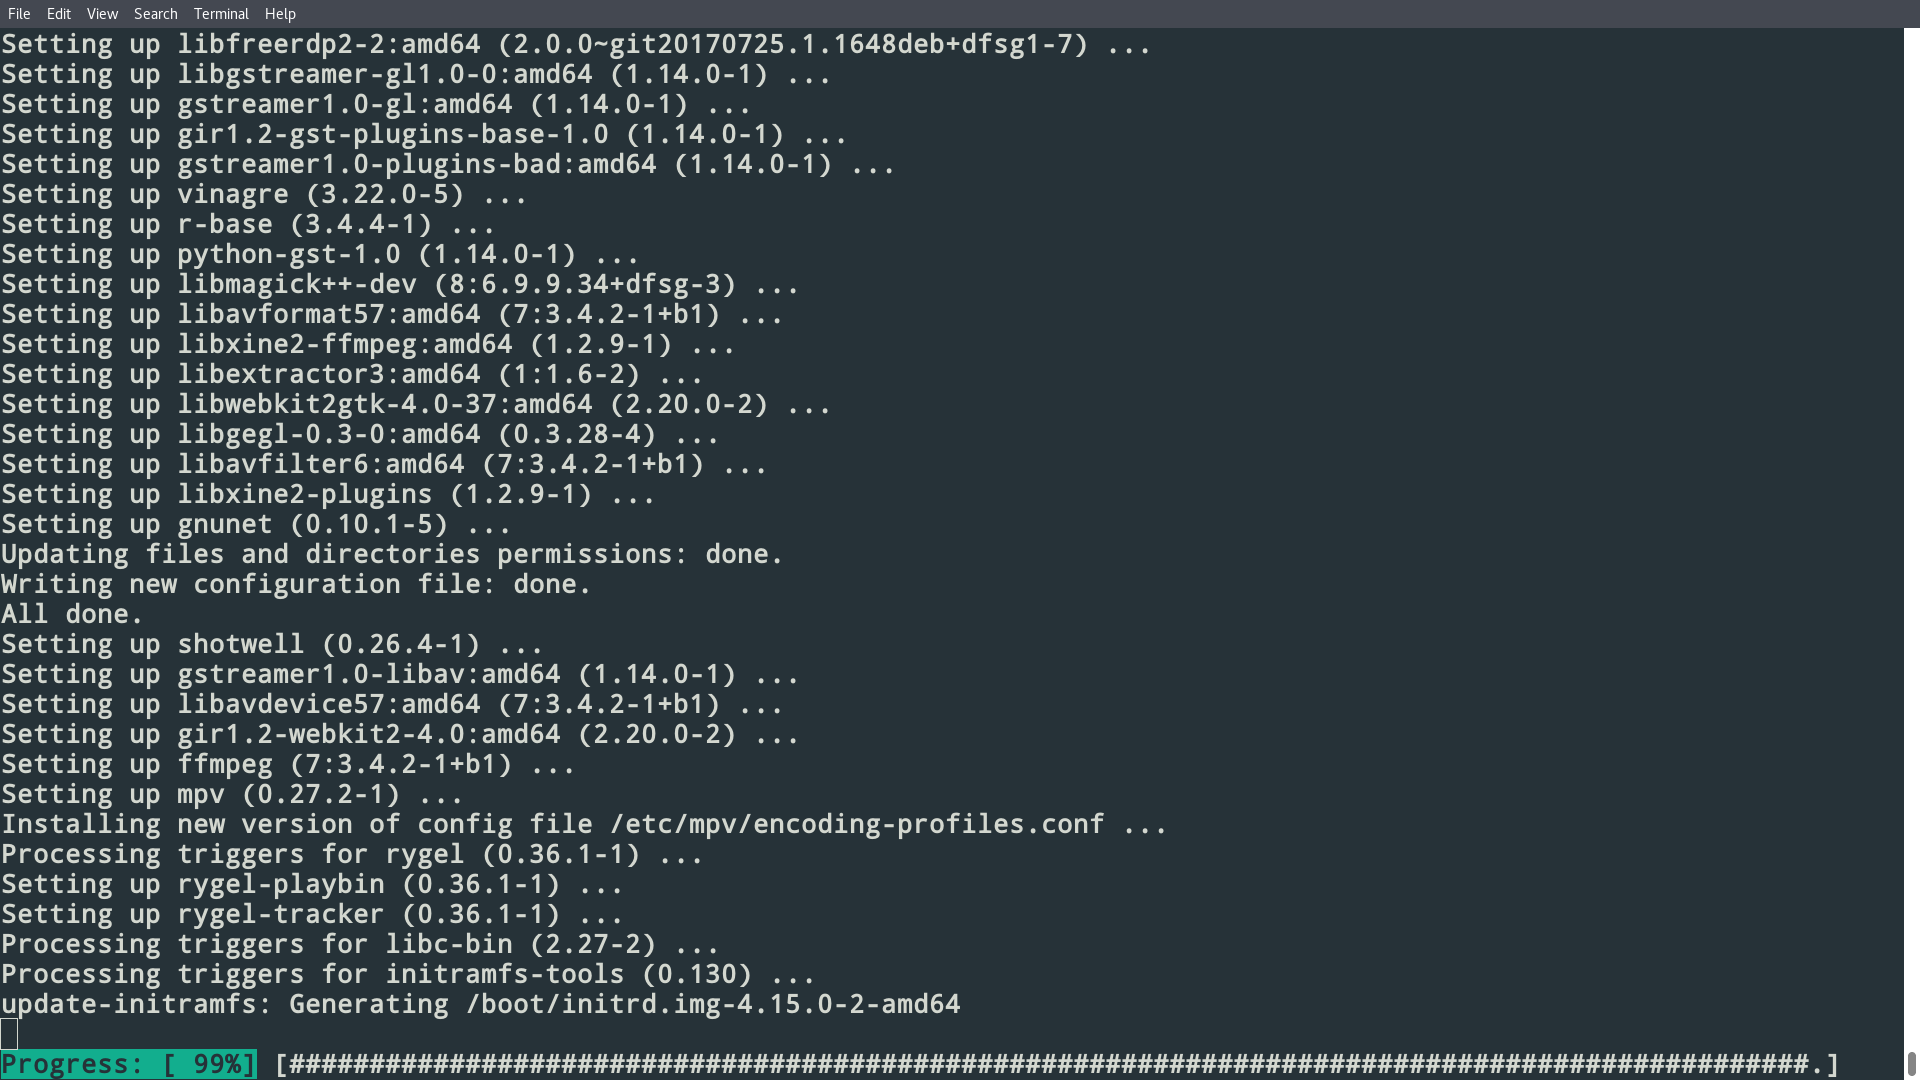 File Edit View Search Terminal Help
Setting up libfreerdp2-2:amd64 (2.0.0~git20170725.1.1648deb+dfsg1-7) ...
Setting up libgstreamer-gl1.0-0:amd64 (1.14.0-1) ...
Setting up gstreamer1.0-gl:amd64 (1.14.0-1) ...
Setting up gir1.2-gst-plugins-base-1.0 (1.14.0-1) ...
Setting up gstreamer1.0-plugins-bad:amd64 (1.14.0-1) ...
Setting up vinagre (3.22.0-5) ...
Setting up r-base (3.4.4-1) ...
Setting up python-gst-1.0 (1.14.0-1) ...
Setting up libmagick++-dev (8:6.9.9.34+dfsg-3) ...
Setting up libavformat57:amd64 (7:3.4.2-1+b1) ...
Setting up libxine2-ffmpeg:amd64 (1.2.9-1) ...
Setting up libextractor3:amd64 (1:1.6-2) ...
Setting up libwebkit2gtk-4.0-37:amd64 (2.20.0-2) ...
Setting up libgegl-0.3-0:amd64 (0.3.28-4) ...
Setting up libavfilter6:amd64 (7:3.4.2-1+b1) ...
Setting up libxine2-plugins (1.2.9-1) ...
Setting up gnunet (0.10.1-5) ...
Updating files and directories permissions: done.
Writing new configuration file: done.
All done.
Setting up shotwell (0.26.4-1) ...
Setting up gstreamer1.0-libav:amd64 (1.14.0-1) ...
Setting up libavdevice57:amd64 (7:3.4.2-1+b1) ...
Setting up gir1.2-webkit2-4.0:amd64 (2.20.0-2) ...
Setting up ffmpeg (7:3.4.2-1+b1) ...
Setting up mpv (0.27.2-1) ...
Installing new version of config file /etc/mpv/encoding-profiles.conf ...
Processing triggers for rygel (0.36.1-1) ...
Setting up rygel-playbin (0.36.1-1) ...
Setting up rygel-tracker (0.36.1-1) ...
Processing triggers for libc-bin (2.27-2) ...
Processing triggers for initramfs-tools (0.130) ...
update-initramfs: Generating /boot/initrd.img-4.15.0-2-amd64
Progress: [ 99%] [###############################################################################################.]